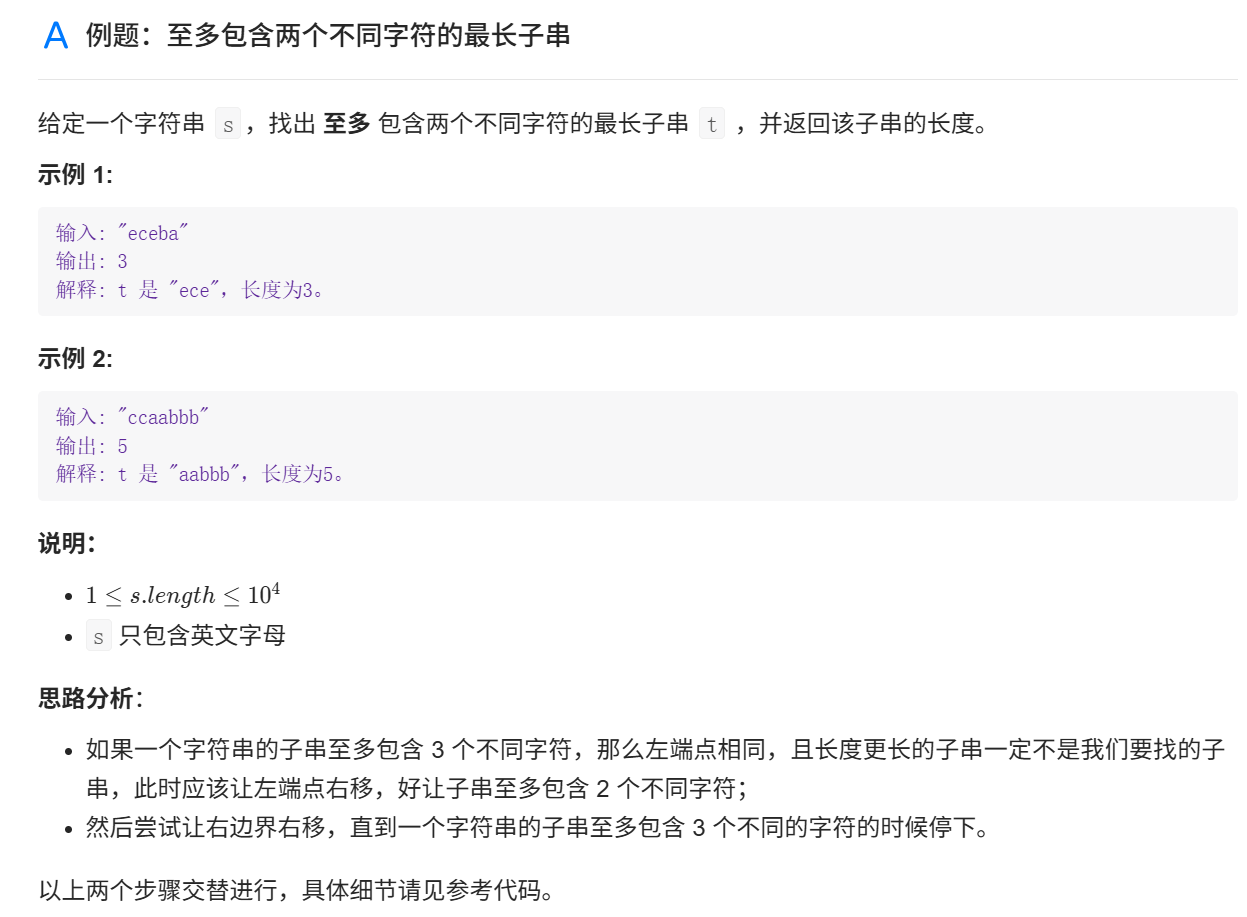 A 例题：至多包含两个不同字符的最长子串
给定一个字符串 s ，找出 至多 包含两个不同字符的最长子串 t ，并返回该子串的长度。
示例 1:
输入: "eceba"
输出: 3
解释: t 是 "ece"，长度为3。
示例 2:
输入: "ccaabbb"
输出: 5
解释: t 是 "aabbb"，长度为5。
说明：
• 1 ≤ s.length ≤ 10⁴
• s 只包含英文字母
思路分析：
• 如果一个字符串的子串至多包含 3 个不同字符，那么左端点相同，且长度更长的子串一定不是我们要找的子
串，此时应该让左端点右移，好让子串至多包含 2 个不同字符；
• 然后尝试让右边界右移，直到一个字符串的子串至多包含 3 个不同的字符的时候停下。
以上两个步骤交替进行，具体细节请见参考代码。